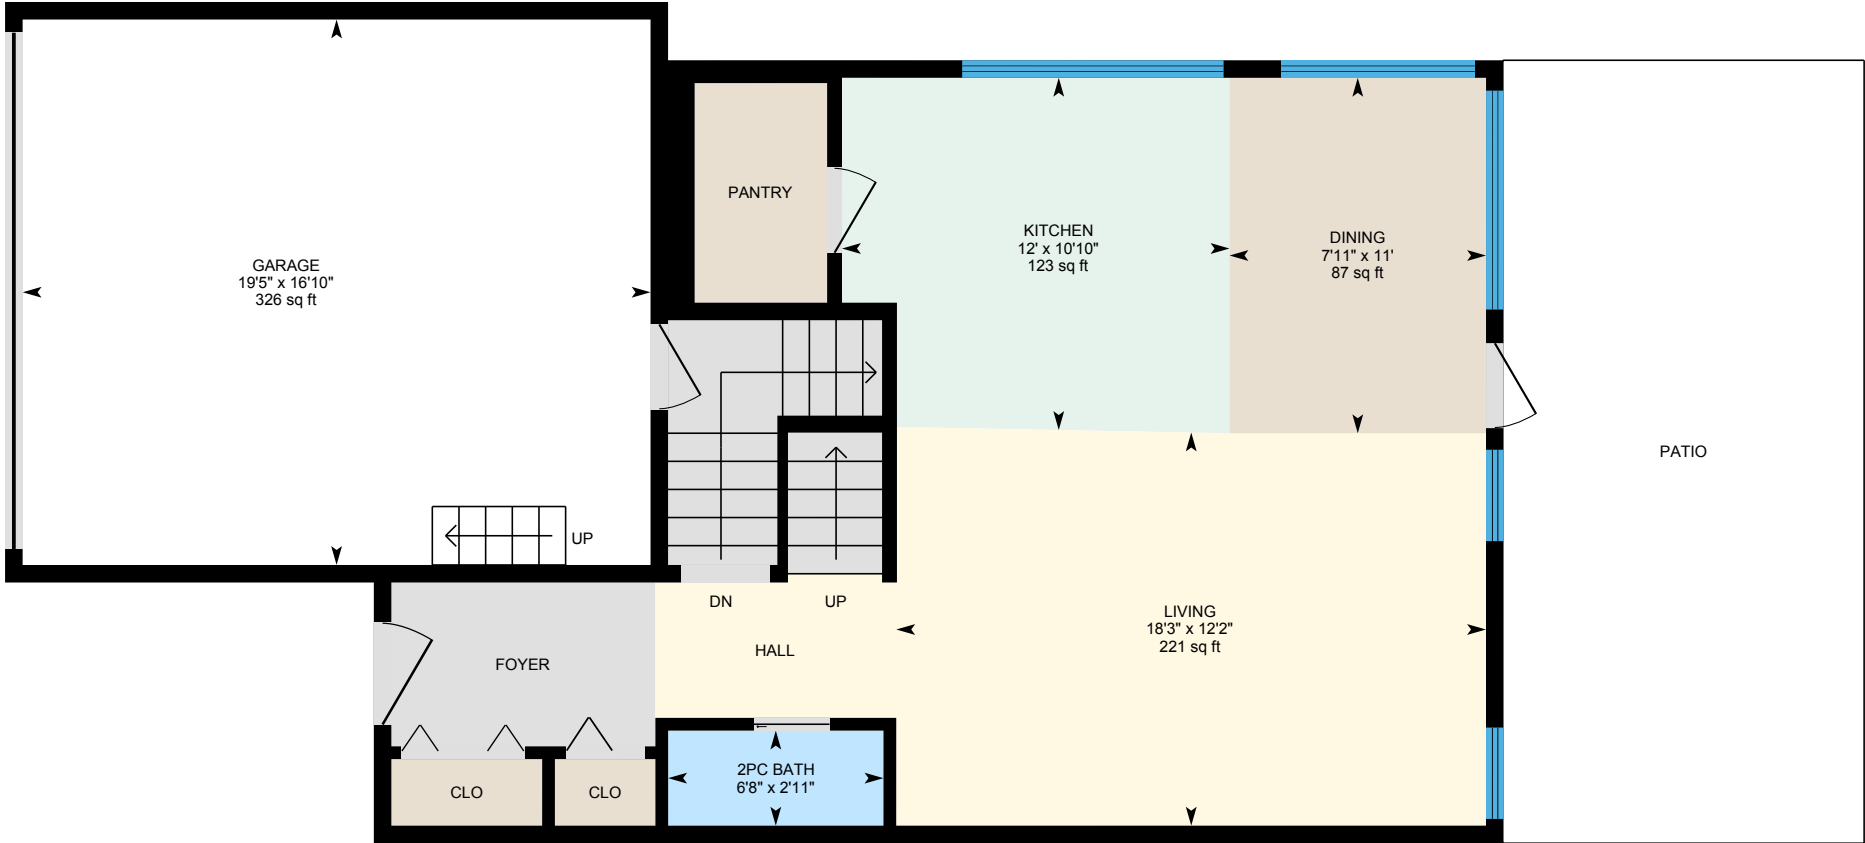 GARAGE
19'5" x 16'10"
326 sq ft
UP
PANTRY
KITCHEN
12' x 10'10"
123 sq ft
DINING
7'11" x 11'
87 sq ft
PATIO
DN
UP
HALL
FOYER
LIVING
18'3" x 12'2"
221 sq ft
CLO
CLO
2PC BATH
6'8" x 2'11"